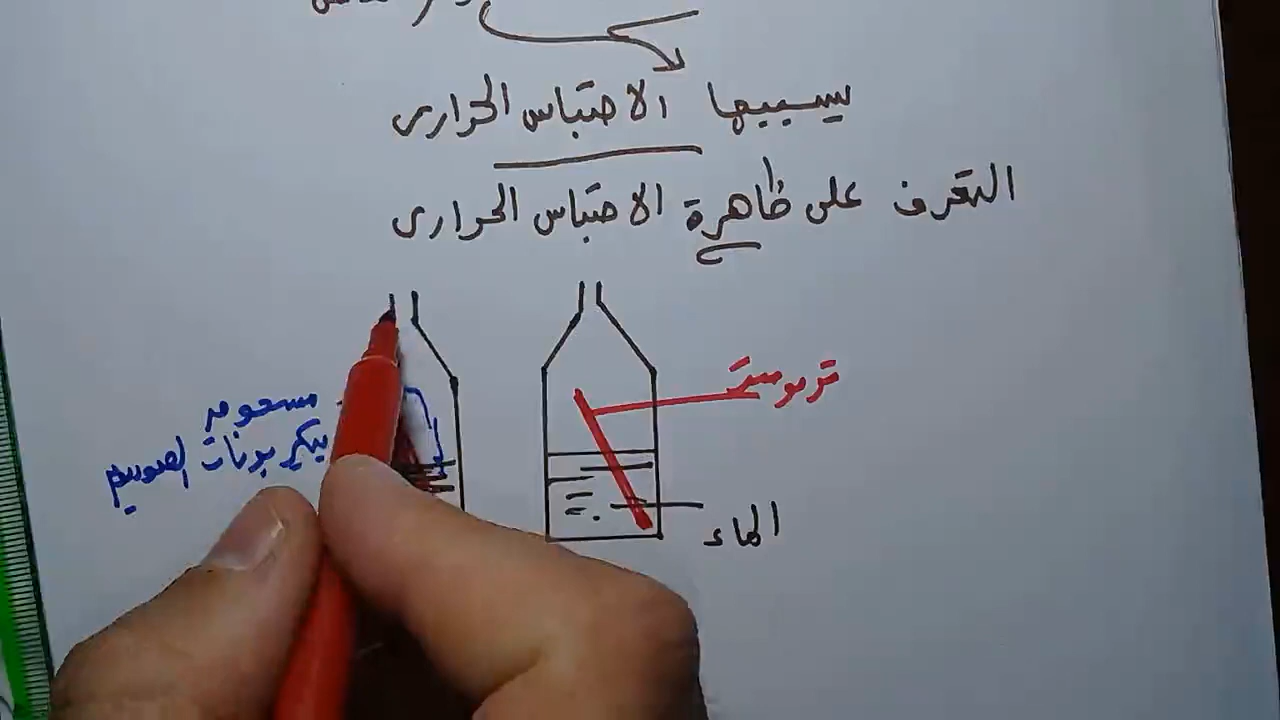 يسببها الاحتباس الحرارى
التعرف على ظاهرة الاحتباس الحرارى
ترمومتر
مسحوق
بيكربونات الصوديوم
الماء